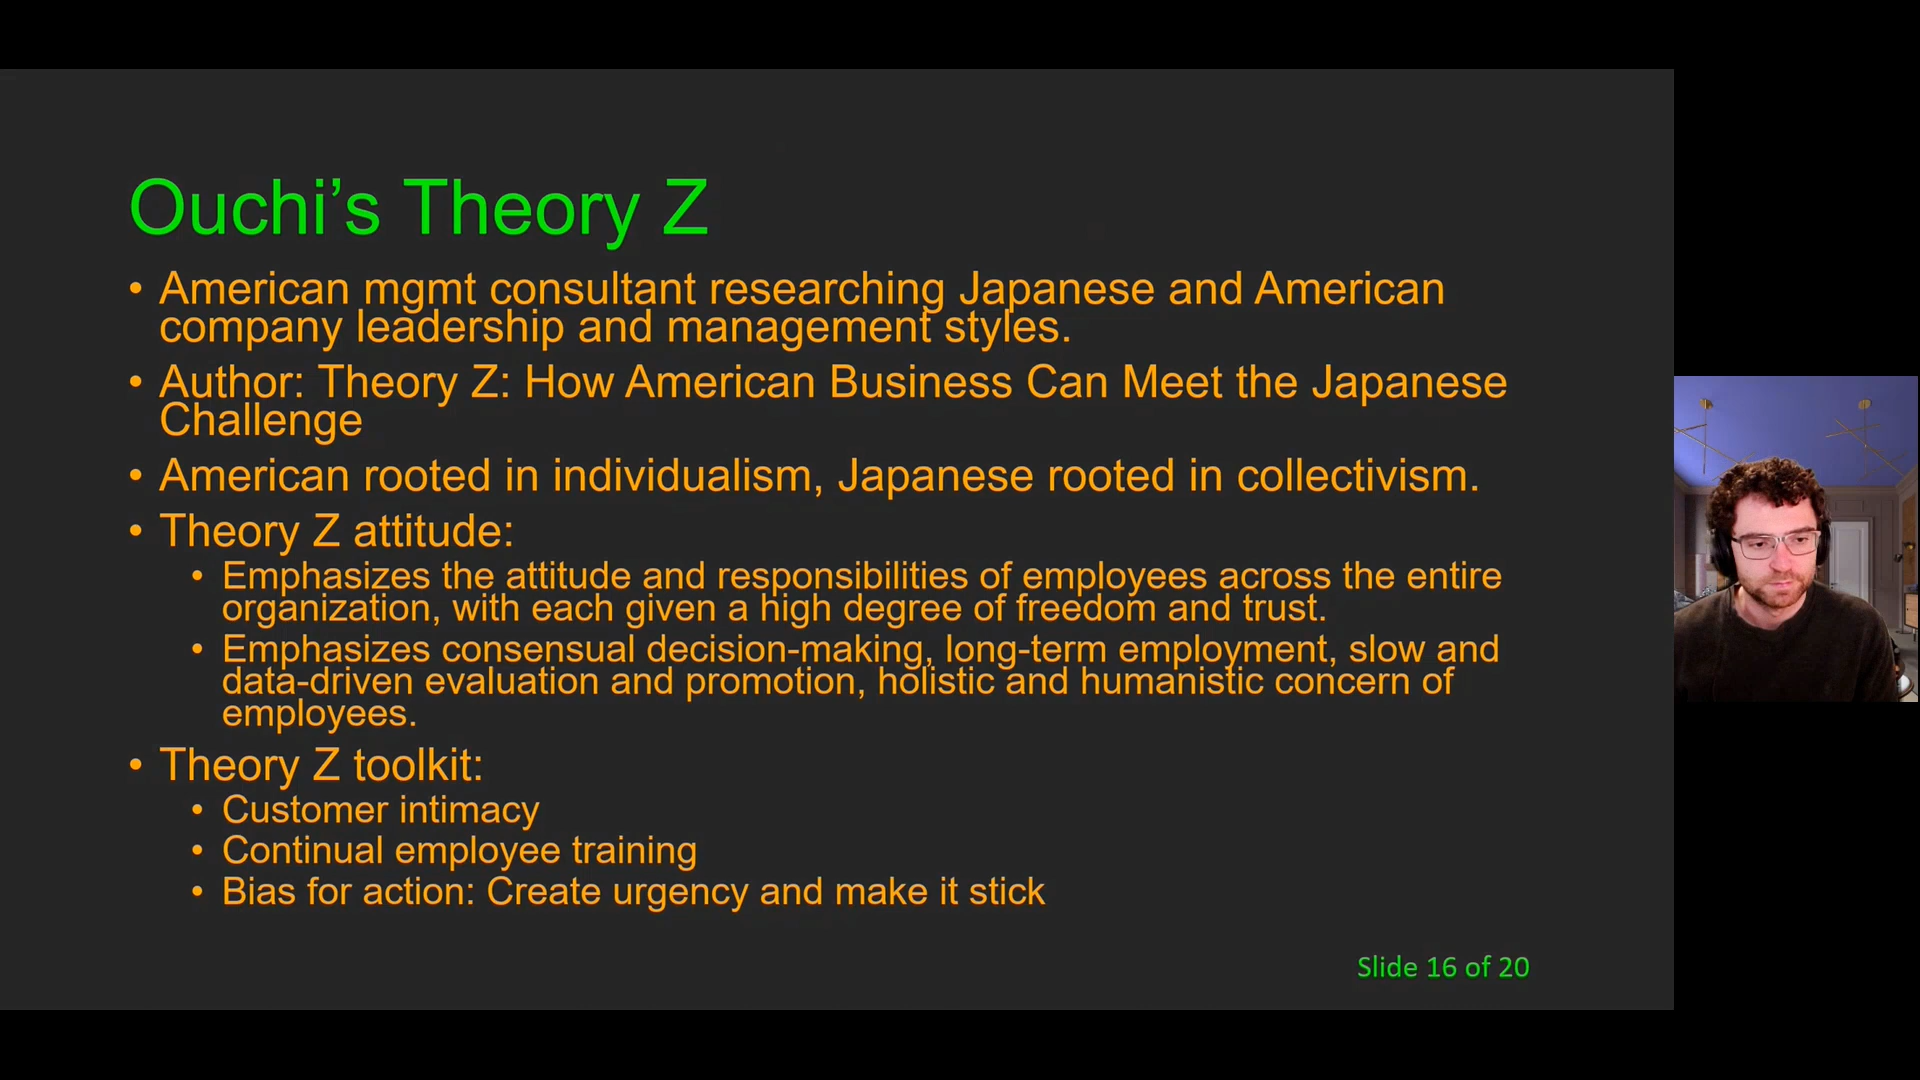 Ouchi’s Theory Z
• American mgmt consultant researching Japanese and American
company leadership and management styles.
• Author: Theory Z: How American Business Can Meet the Japanese
Challenge
• American rooted in individualism, Japanese rooted in collectivism.
• Theory Z attitude:
• Emphasizes the attitude and responsibilities of employees across the entire
organization, with each given a high degree of freedom and trust.
• Emphasizes consensual decision-making, long-term employment, slow and
data-driven evaluation and promotion, holistic and humanistic concern of
employees.
• Theory Z toolkit:
• Customer intimacy
• Continual employee training
• Bias for action: Create urgency and make it stick
Slide 16 of 20